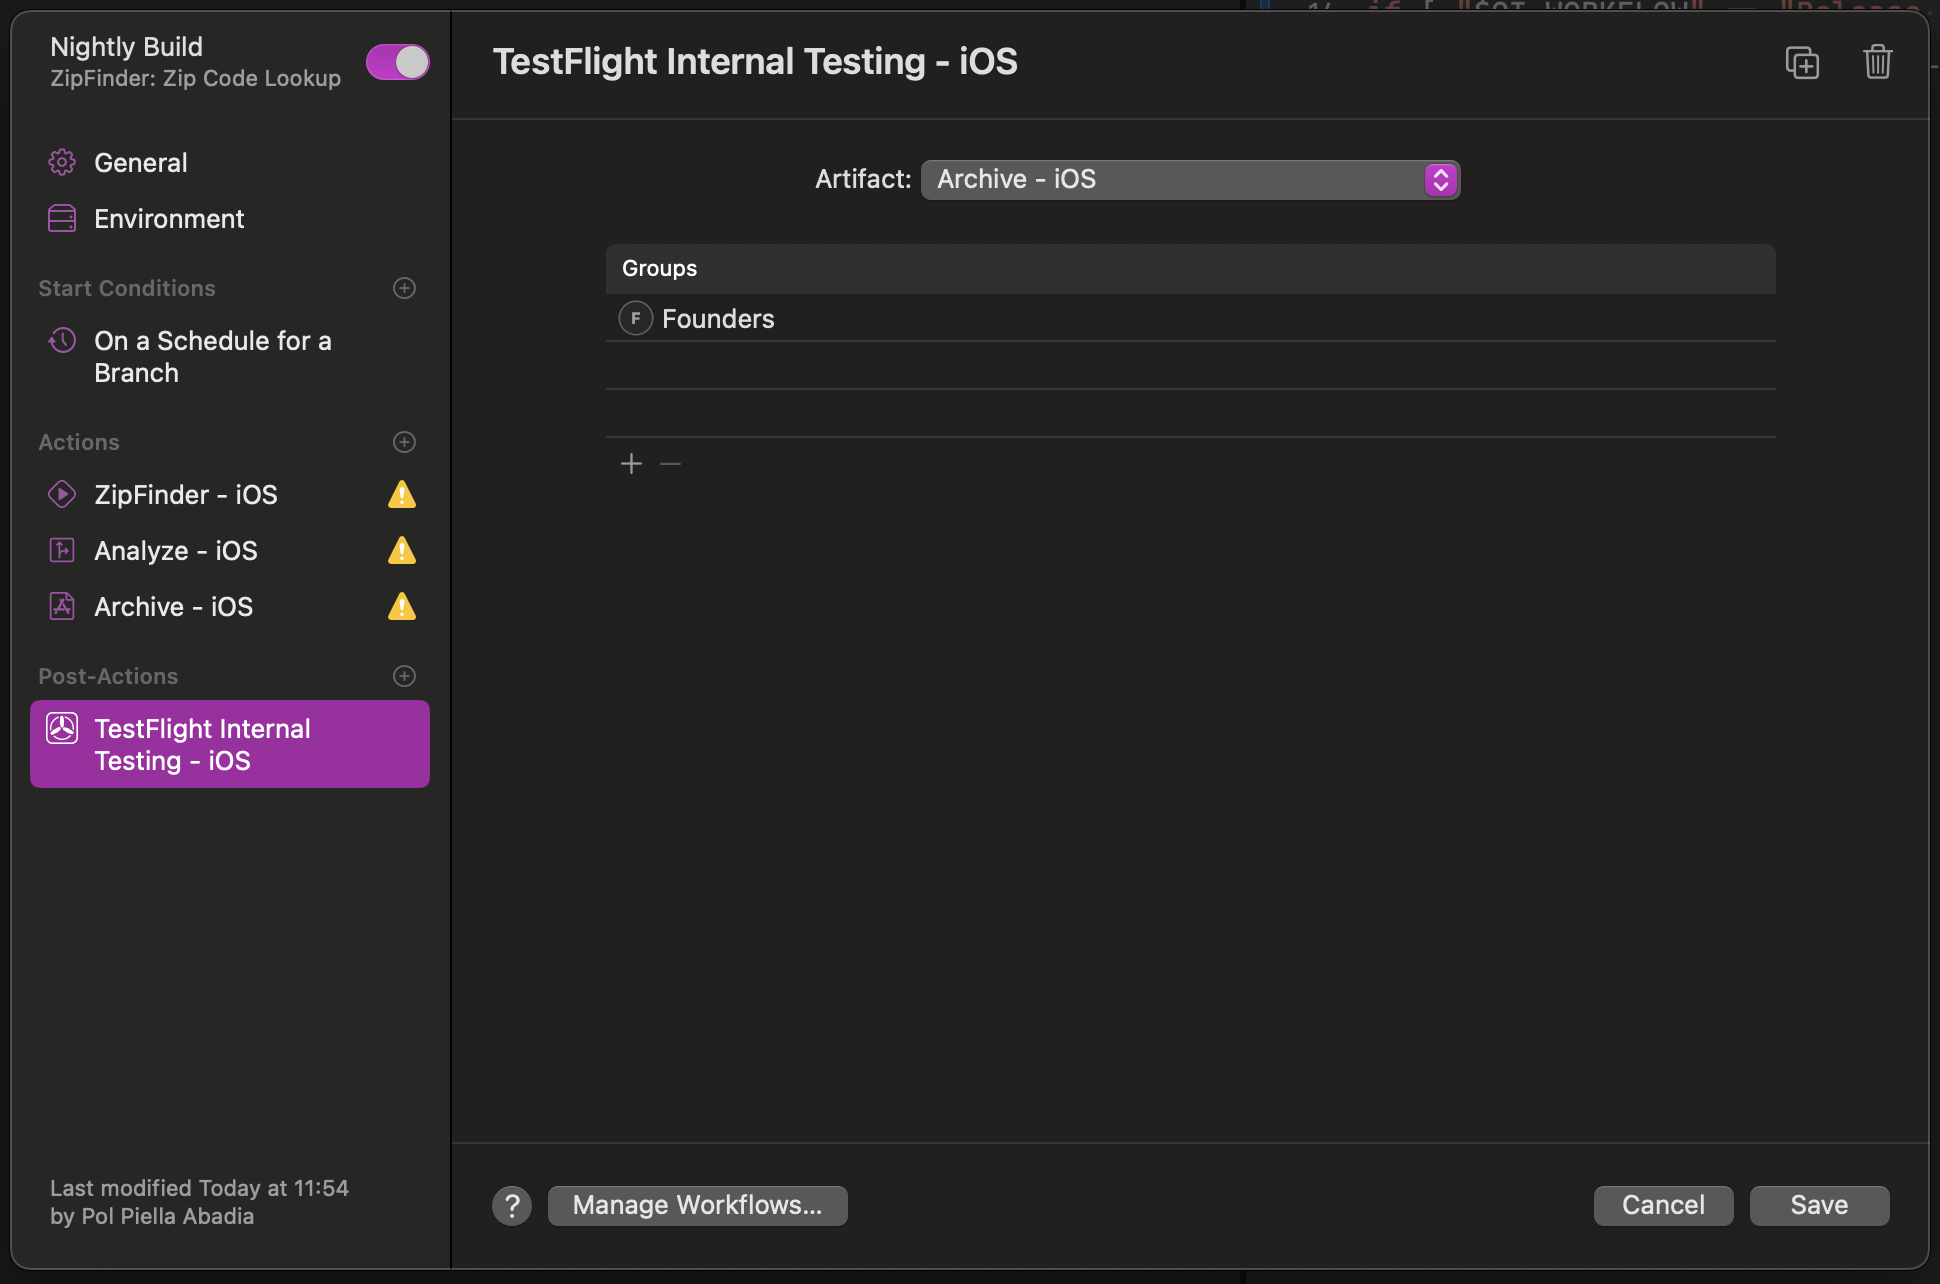 Nightly Build
ZipFinder: Zip Code Lookup
General
Environment
Start Conditions
On a Schedule for a
Branch
Actions
ZipFinder - iOS
Analyze - iOS
Archive - iOS
Post-Actions
TestFlight Internal
Testing - iOS
Last modified Today at 11:54
by Pol Piella Abadia
TestFlight Internal Testing - iOS
Artifact: Archive - iOS
Groups
F Founders
? Manage Workflows...
Cancel
Save